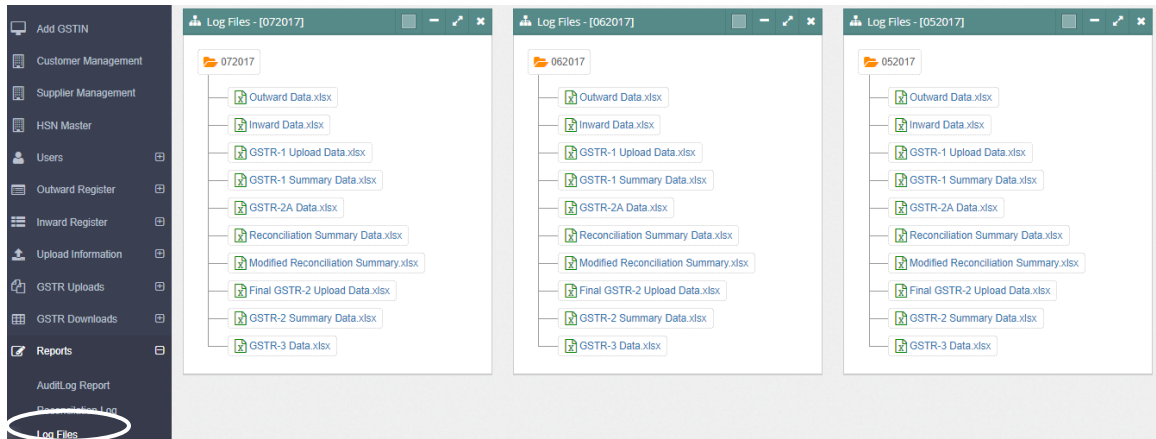 Add GSTIN
Customer Management
Supplier Management
HSN Master
Users
Outward Register
Inward Register
Upload Information
GSTR Uploads
GSTR Downloads
Reports
AuditLog Report
Reconcilation Log
Log Files
Log Files - [072017]
072017
Outward Data.xlsx
Inward Data.xlsx
GSTR-1 Upload Data.xlsx
GSTR-1 Summary Data.xlsx
GSTR-2A Data.xlsx
Reconciliation Summary Data.xlsx
Modified Reconciliation Summary.xlsx
Final GSTR-2 Upload Data.xlsx
GSTR-2 Summary Data.xlsx
GSTR-3 Data.xlsx
Log Files - [062017]
062017
Outward Data.xlsx
Inward Data.xlsx
GSTR-1 Upload Data.xlsx
GSTR-1 Summary Data.xlsx
GSTR-2A Data.xlsx
Reconciliation Summary Data.xlsx
Modified Reconciliation Summary.xlsx
Final GSTR-2 Upload Data.xlsx
GSTR-2 Summary Data.xlsx
GSTR-3 Data.xlsx
Log Files - [052017]
052017
Outward Data.xlsx
Inward Data.xlsx
GSTR-1 Upload Data.xlsx
GSTR-1 Summary Data.xlsx
GSTR-2A Data.xlsx
Reconciliation Summary Data.xlsx
Modified Reconciliation Summary.xlsx
Final GSTR-2 Upload Data.xlsx
GSTR-2 Summary Data.xlsx
GSTR-3 Data.xlsx